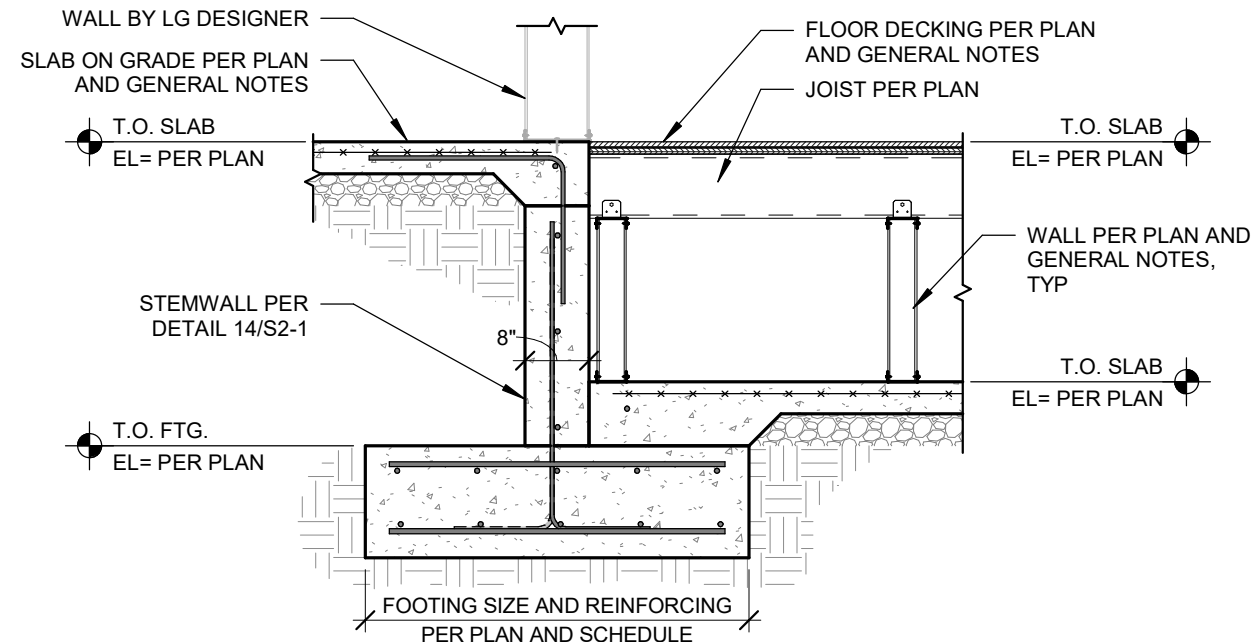 WALL BY LG DESIGNER
SLAB ON GRADE PER PLAN
AND GENERAL NOTES
T.O. SLAB
EL= PER PLAN
STEMWALL PER
DETAIL 14/S2-1
8"
T.O. FTG.
EL= PER PLAN
FLOOR DECKING PER PLAN
AND GENERAL NOTES
JOIST PER PLAN
T.O. SLAB
EL= PER PLAN
WALL PER PLAN AND
GENERAL NOTES,
TYP
T.O. SLAB
EL= PER PLAN
FOOTING SIZE AND REINFORCING
PER PLAN AND SCHEDULE